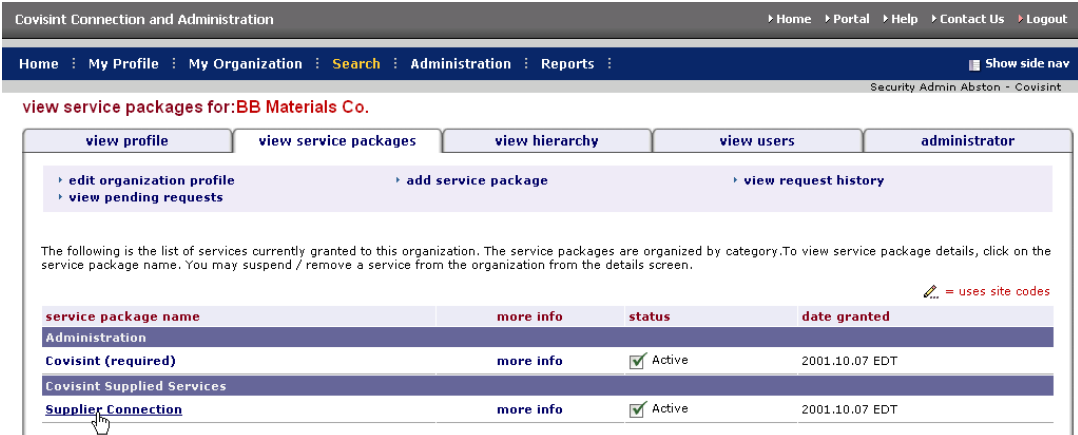 Covisint Connection and Administration
Home Portal Help Contact Us Logout
Home : My Profile : My Organization : Search : Administration : Reports :
Show side nav
Security Admin Abston - Covisint
view service packages for:BB Materials Co.
view profile view service packages view hierarchy view users administrator
edit organization profile add service package view request history
view pending requests
The following is the list of services currently granted to this organization. The service packages are organized by category.To view service package details, click on the
service package name. You may suspend / remove a service from the organization from the details screen.
= uses site codes
service package name more info status date granted
Administration
Covisint (required) more info Active 2001.10.07 EDT
Covisint Supplied Services
Supplier Connection more info Active 2001.10.07 EDT